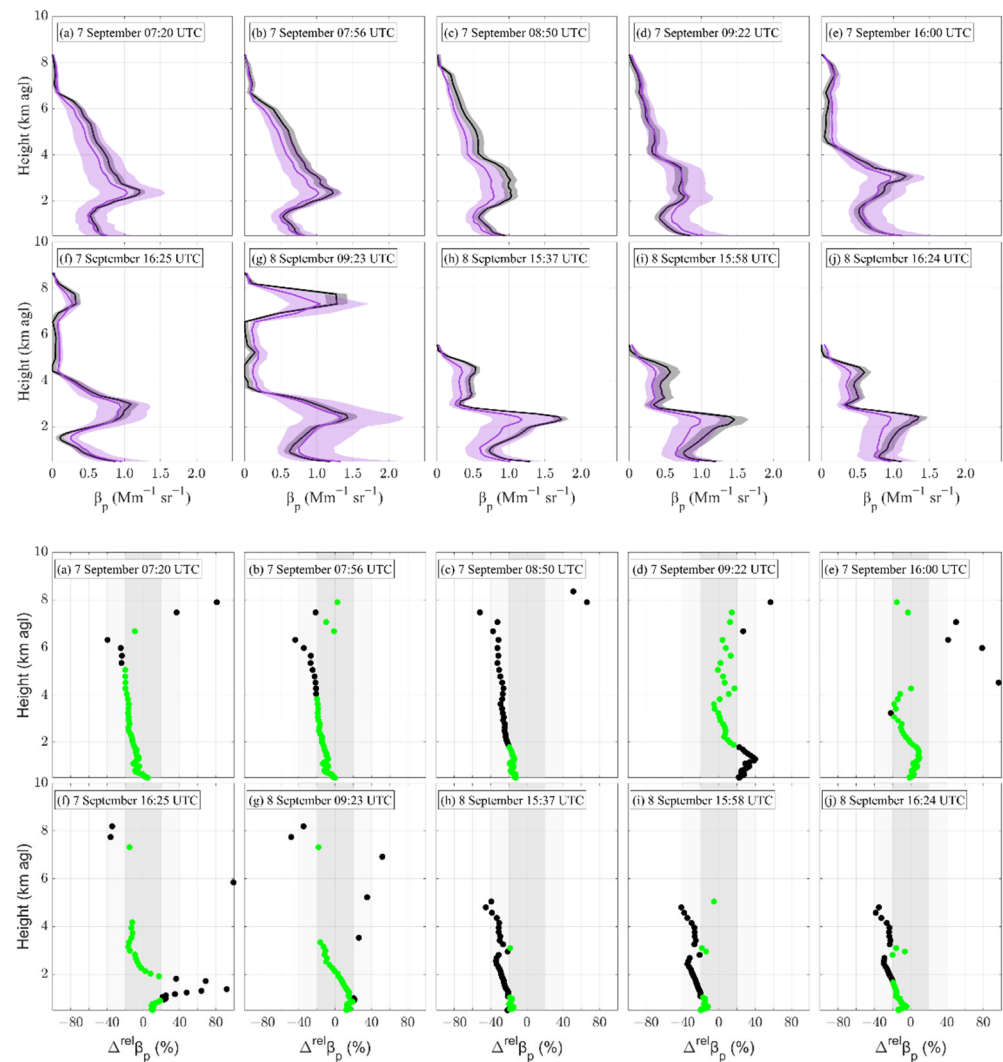 10
(a) 7 September 07:20 UTC
(b) 7 September 07:56 UTC
(c) 7 September 08:50 UTC
(d) 7 September 09:22 UTC
(e) 7 September 16:00 UTC
8
6
4
2
Height (km agl)
10
(f) 7 September 16:25 UTC
(g) 8 September 09:23 UTC
(h) 8 September 15:37 UTC
(i) 8 September 15:58 UTC
(j) 8 September 16:24 UTC
8
6
4
2
Height (km agl)
0 0.5 1.0 1.5 2.0 0 0.5 1.0 1.5 2.0 0 0.5 1.0 1.5 2.0 0 0.5 1.0 1.5 2.0 0 0.5 1.0 1.5 2.0
βp (Mm⁻¹ sr⁻¹) βp (Mm⁻¹ sr⁻¹) βp (Mm⁻¹ sr⁻¹) βp (Mm⁻¹ sr⁻¹) βp (Mm⁻¹ sr⁻¹)
10
(a) 7 September 07:20 UTC
(b) 7 September 07:56 UTC
(c) 7 September 08:50 UTC
(d) 7 September 09:22 UTC
(e) 7 September 16:00 UTC
8
6
4
2
Height (km agl)
10
(f) 7 September 16:25 UTC
(g) 8 September 09:23 UTC
(h) 8 September 15:37 UTC
(i) 8 September 15:58 UTC
(j) 8 September 16:24 UTC
8
6
4
2
Height (km agl)
−80 −40 0 40 80 −80 −40 0 40 80 −80 −40 0 40 80 −80 −40 0 40 80 −80 −40 0 40 80
Δrelβp (%) Δrelβp (%) Δrelβp (%) Δrelβp (%) Δrelβp (%)